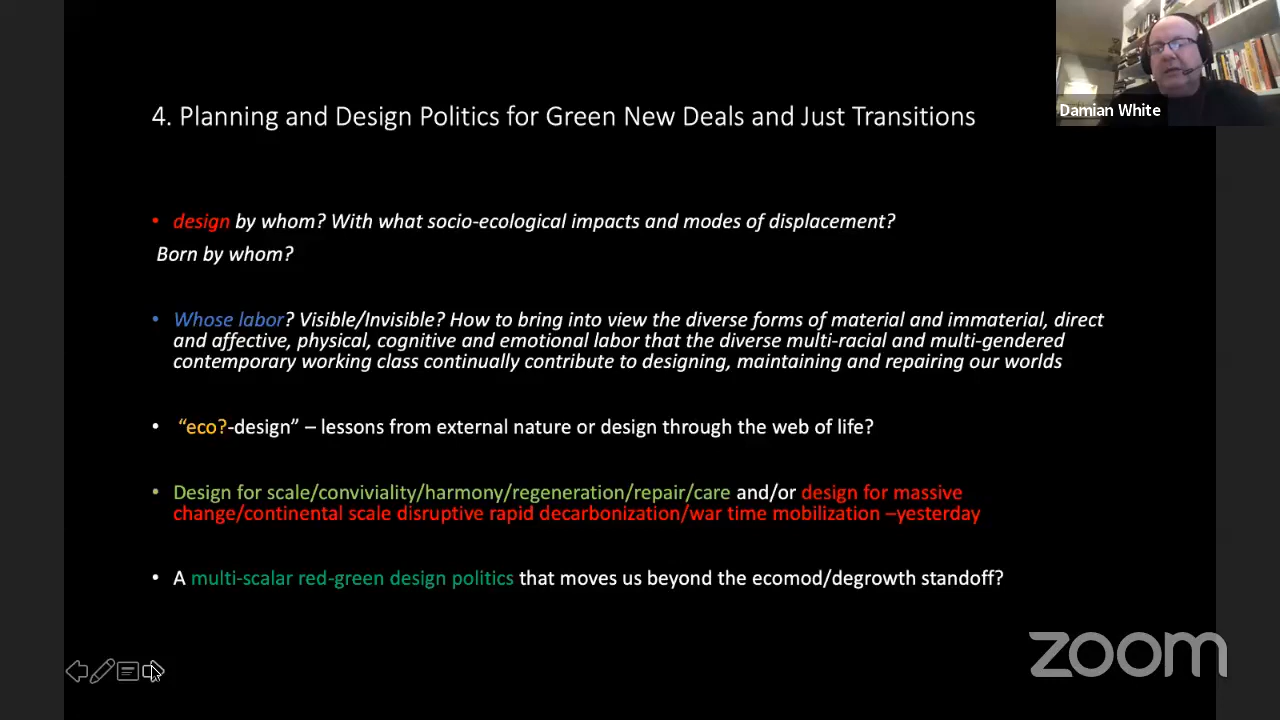 4. Planning and Design Politics for Green New Deals and Just Transitions
Damian White
• design by whom? With what socio-ecological impacts and modes of displacement?
Born by whom?
• Whose labor? Visible/Invisible? How to bring into view the diverse forms of material and immaterial, direct
and affective, physical, cognitive and emotional labor that the diverse multi-racial and multi-gendered
contemporary working class continually contribute to designing, maintaining and repairing our worlds
• “eco?-design” – lessons from external nature or design through the web of life?
• Design for scale/conviviality/harmony/regeneration/repair/care and/or design for massive
change/continental scale disruptive rapid decarbonization/war time mobilization –yesterday
• A multi-scalar red-green design politics that moves us beyond the ecomod/degrowth standoff?
zoom